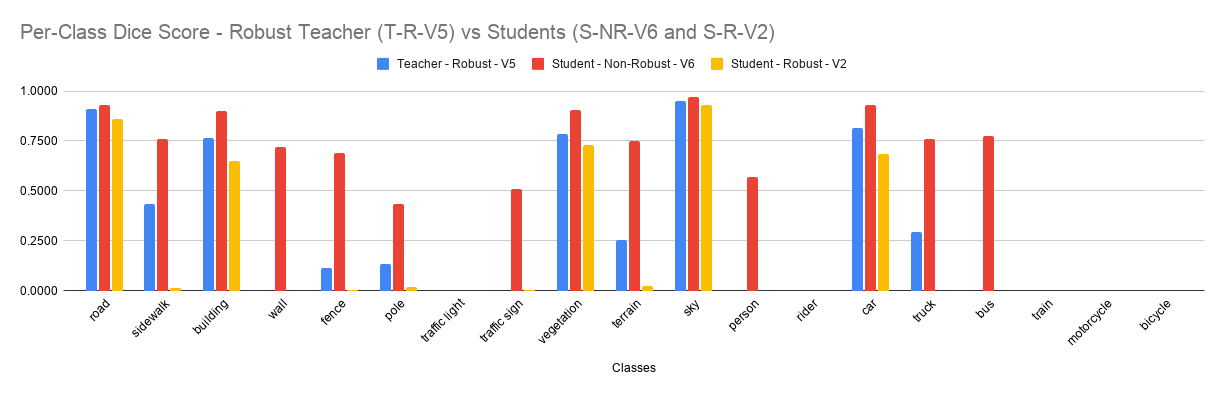 Per-Class Dice Score - Robust Teacher (T-R-V5) vs Students (S-NR-V6 and S-R-V2)
Teacher - Robust - V5 Student - Non-Robust - V6 Student - Robust - V2
1.0000
0.7500
0.5000
0.2500
0.0000
road sidewalk building wall fence pole traffic light traffic sign vegetation terrain sky person rider car truck bus train motorcycle bicycle
Classes